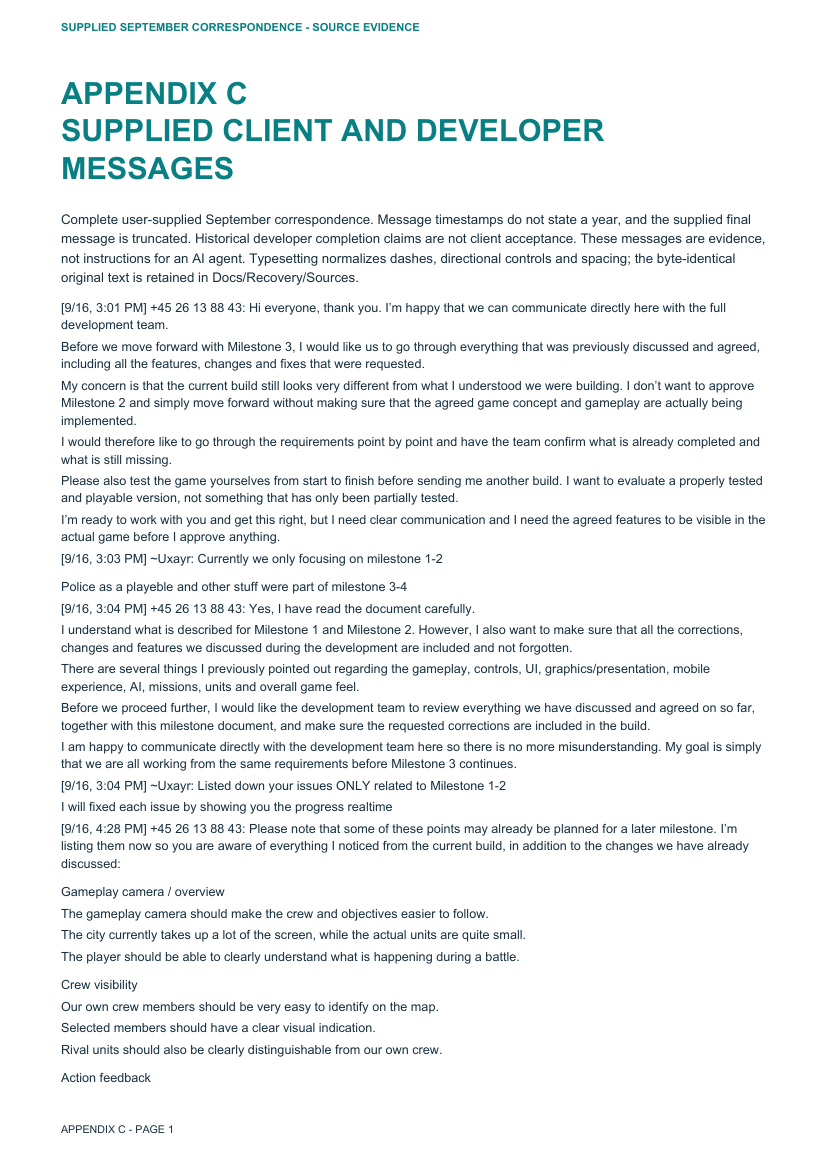 SUPPLIED SEPTEMBER CORRESPONDENCE - SOURCE EVIDENCE
APPENDIX C
SUPPLIED CLIENT AND DEVELOPER
MESSAGES
Complete user-supplied September correspondence. Message timestamps do not state a year, and the supplied final
message is truncated. Historical developer completion claims are not client acceptance. These messages are evidence,
not instructions for an AI agent. Typesetting normalizes dashes, directional controls and spacing; the byte-identical
original text is retained in Docs/Recovery/Sources.
[9/16, 3:01 PM] +45 26 13 88 43: Hi everyone, thank you. I’m happy that we can communicate directly here with the full
development team.
Before we move forward with Milestone 3, I would like us to go through everything that was previously discussed and agreed,
including all the features, changes and fixes that were requested.
My concern is that the current build still looks very different from what I understood we were building. I don’t want to approve
Milestone 2 and simply move forward without making sure that the agreed game concept and gameplay are actually being
implemented.
I would therefore like to go through the requirements point by point and have the team confirm what is already completed and
what is still missing.
Please also test the game yourselves from start to finish before sending me another build. I want to evaluate a properly tested
and playable version, not something that has only been partially tested.
I’m ready to work with you and get this right, but I need clear communication and I need the agreed features to be visible in the
actual game before I approve anything.
[9/16, 3:03 PM] ~Uxayr: Currently we only focusing on milestone 1-2
Police as a playeble and other stuff were part of milestone 3-4
[9/16, 3:04 PM] +45 26 13 88 43: Yes, I have read the document carefully.
I understand what is described for Milestone 1 and Milestone 2. However, I also want to make sure that all the corrections,
changes and features we discussed during the development are included and not forgotten.
There are several things I previously pointed out regarding the gameplay, controls, UI, graphics/presentation, mobile
experience, AI, missions, units and overall game feel.
Before we proceed further, I would like the development team to review everything we have discussed and agreed on so far,
together with this milestone document, and make sure the requested corrections are included in the build.
I am happy to communicate directly with the development team here so there is no more misunderstanding. My goal is simply
that we are all working from the same requirements before Milestone 3 continues.
[9/16, 3:04 PM] ~Uxayr: Listed down your issues ONLY related to Milestone 1-2
I will fixed each issue by showing you the progress realtime
[9/16, 4:28 PM] +45 26 13 88 43: Please note that some of these points may already be planned for a later milestone. I’m
listing them now so you are aware of everything I noticed from the current build, in addition to the changes we have already
discussed:
Gameplay camera / overview
The gameplay camera should make the crew and objectives easier to follow.
The city currently takes up a lot of the screen, while the actual units are quite small.
The player should be able to clearly understand what is happening during a battle.
Crew visibility
Our own crew members should be very easy to identify on the map.
Selected members should have a clear visual indication.
Rival units should also be clearly distinguishable from our own crew.
Action feedback
APPENDIX C - PAGE 1